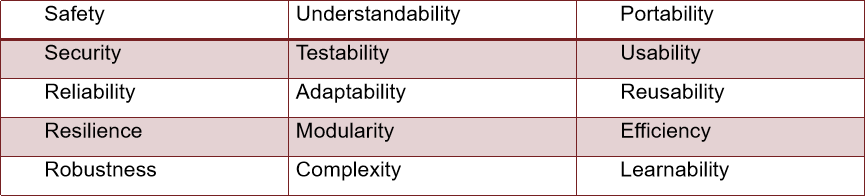 Safety Understandability Portability
Security Testability Usability
Reliability Adaptability Reusability
Resilience Modularity Efficiency
Robustness Complexity Learnability